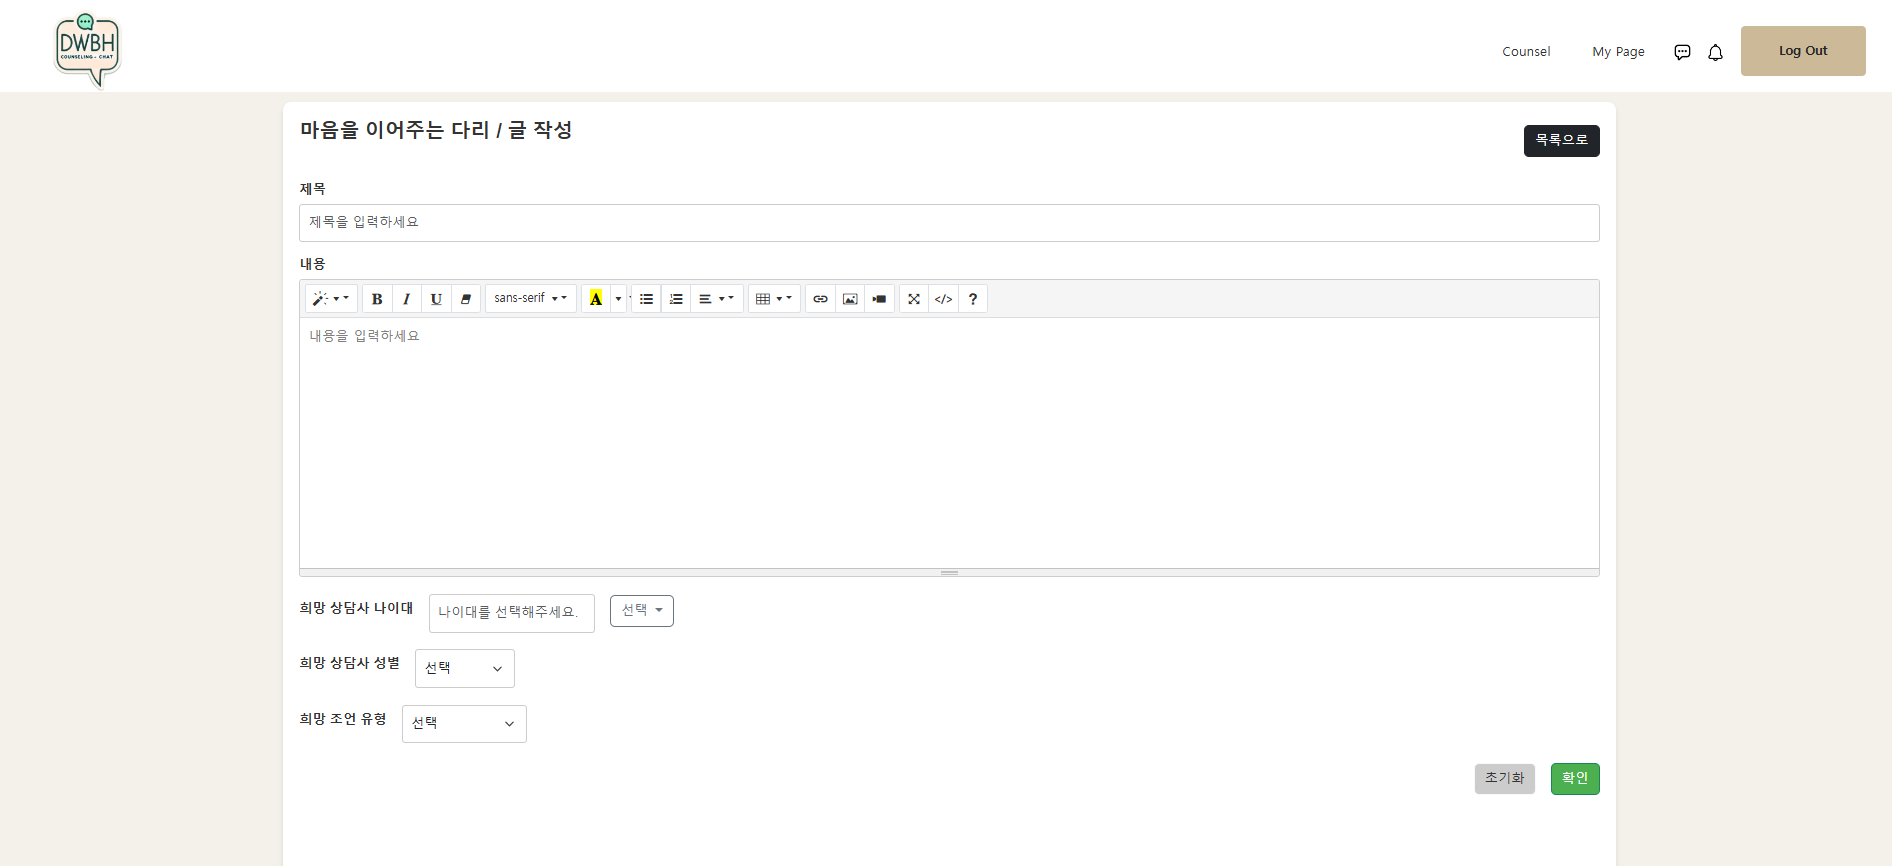 DWBH
COUNSELING - CHAT
Counsel
My Page
Log Out
마음을 이어주는 다리 / 글 작성
목록으로
제목
제목을 입력하세요
내용
B I U sans-serif A </> ?
내용을 입력하세요
희망 상담사 나이대
나이대를 선택해주세요.
선택
희망 상담사 성별
선택
희망 조언 유형
선택
초기화
확인